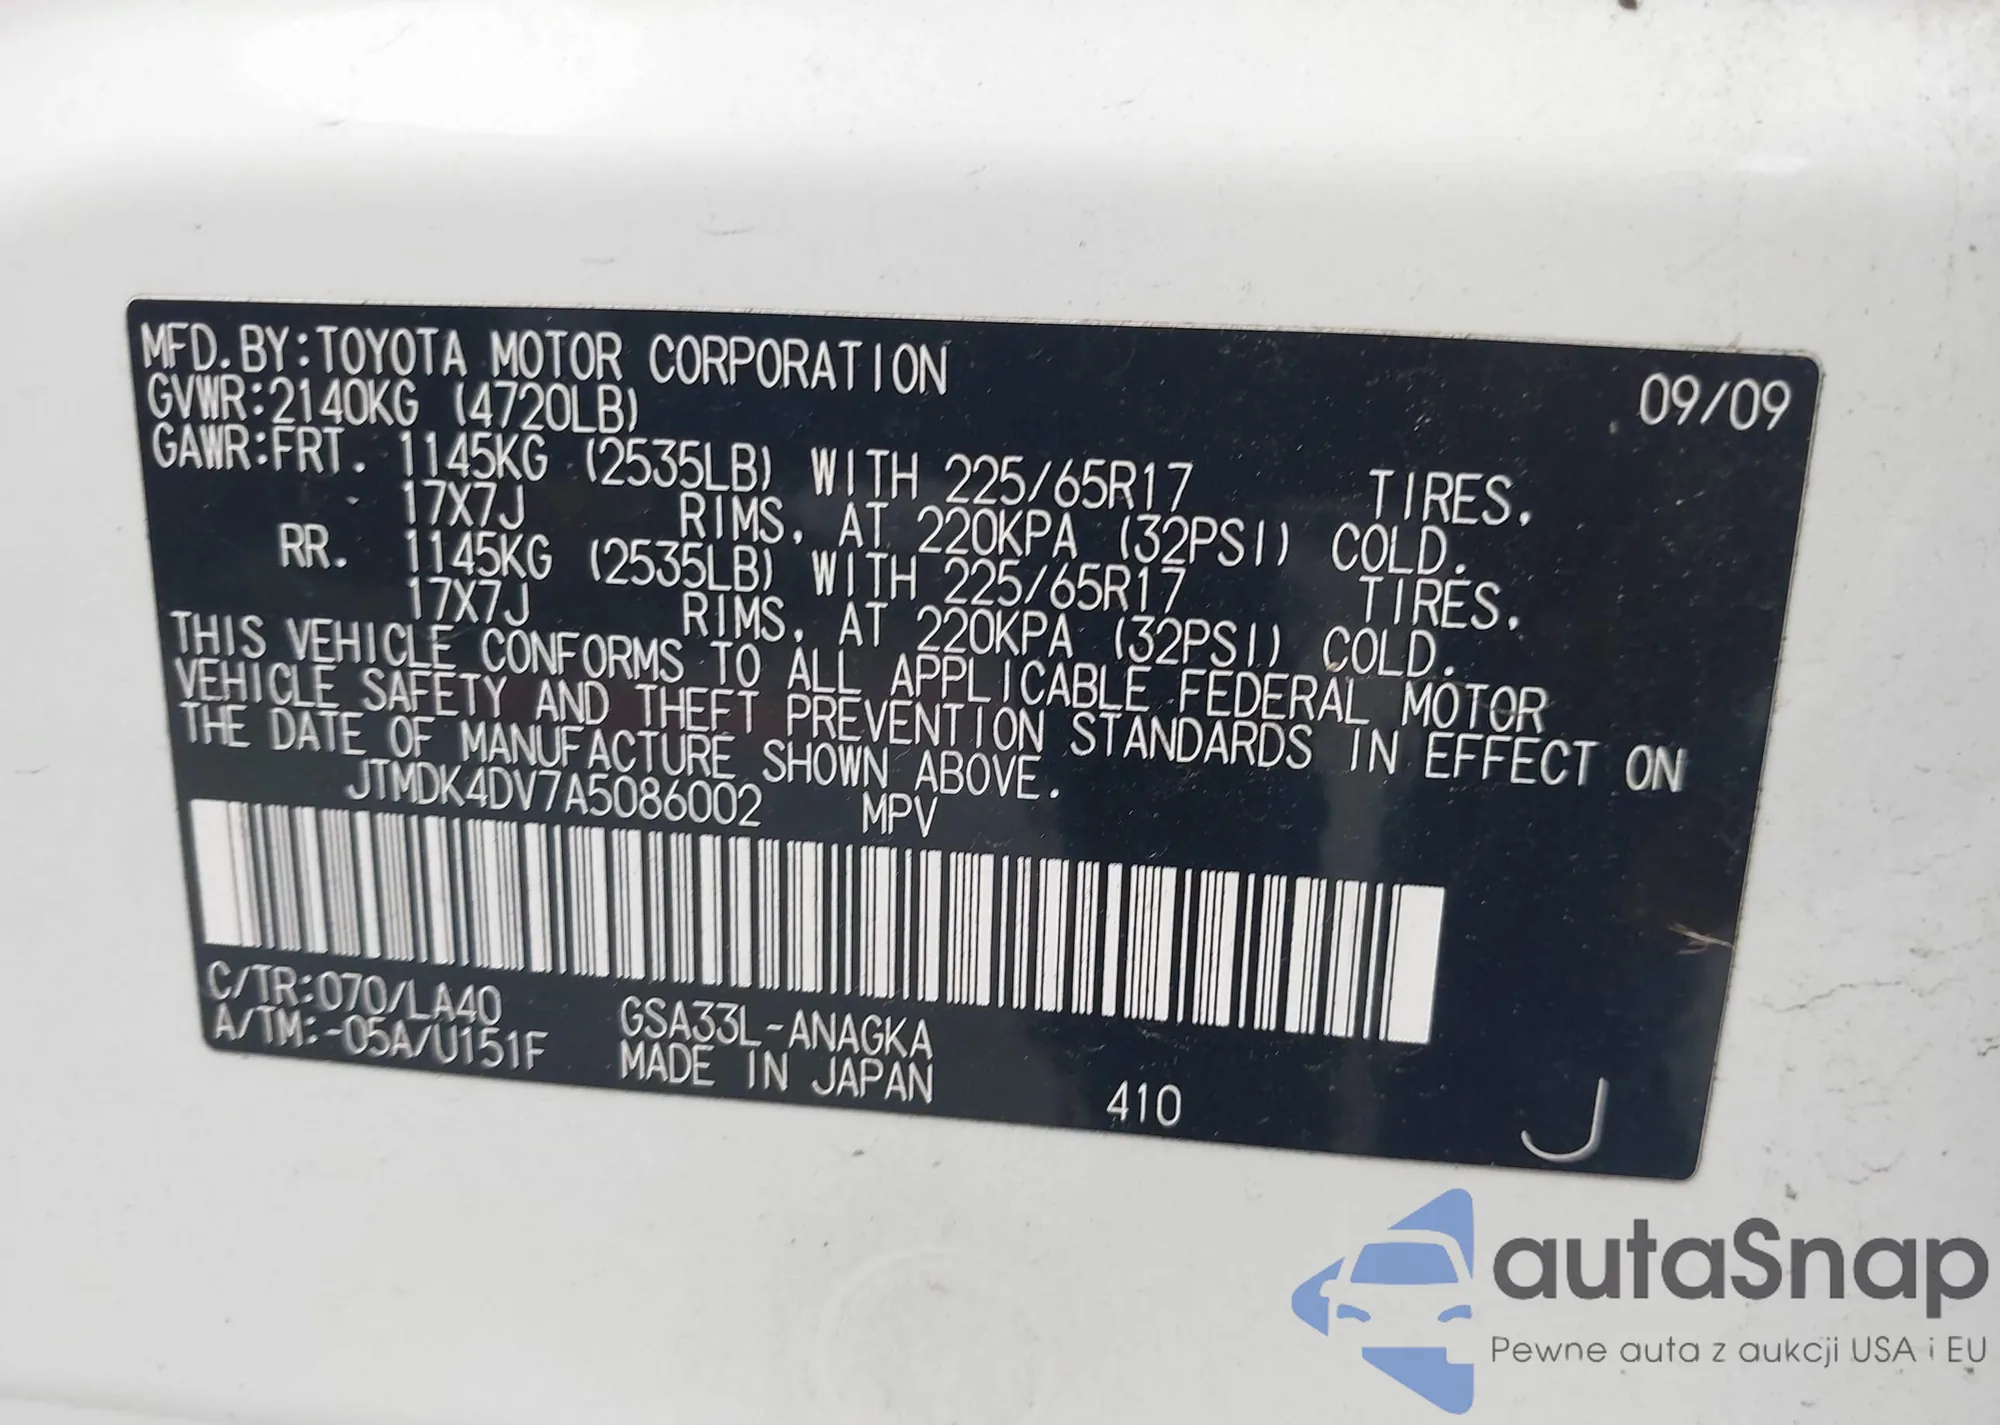 MFD.BY:TOYOTA MOTOR CORPORATION 09/09
GVWR:2140KG (4720LB)
GAWR:FRT. 1145KG (2535LB) WITH 225/65R17 TIRES,
17X7J RIMS, AT 220KPA (32PSI) COLD.
RR. 1145KG (2535LB) WITH 225/65R17 TIRES,
17X7J RIMS, AT 220KPA (32PSI) COLD.
THIS VEHICLE CONFORMS TO ALL APPLICABLE FEDERAL MOTOR
VEHICLE SAFETY AND THEFT PREVENTION STANDARDS IN EFFECT ON
THE DATE OF MANUFACTURE SHOWN ABOVE.
JTMDK4DV7A5086002 MPV
C/TR:070/LA40 GSA33L-ANAGKA
A/TM:-05A/U151F MADE IN JAPAN
410 J
autaSnap
Pewne auta z aukcji USA i EU